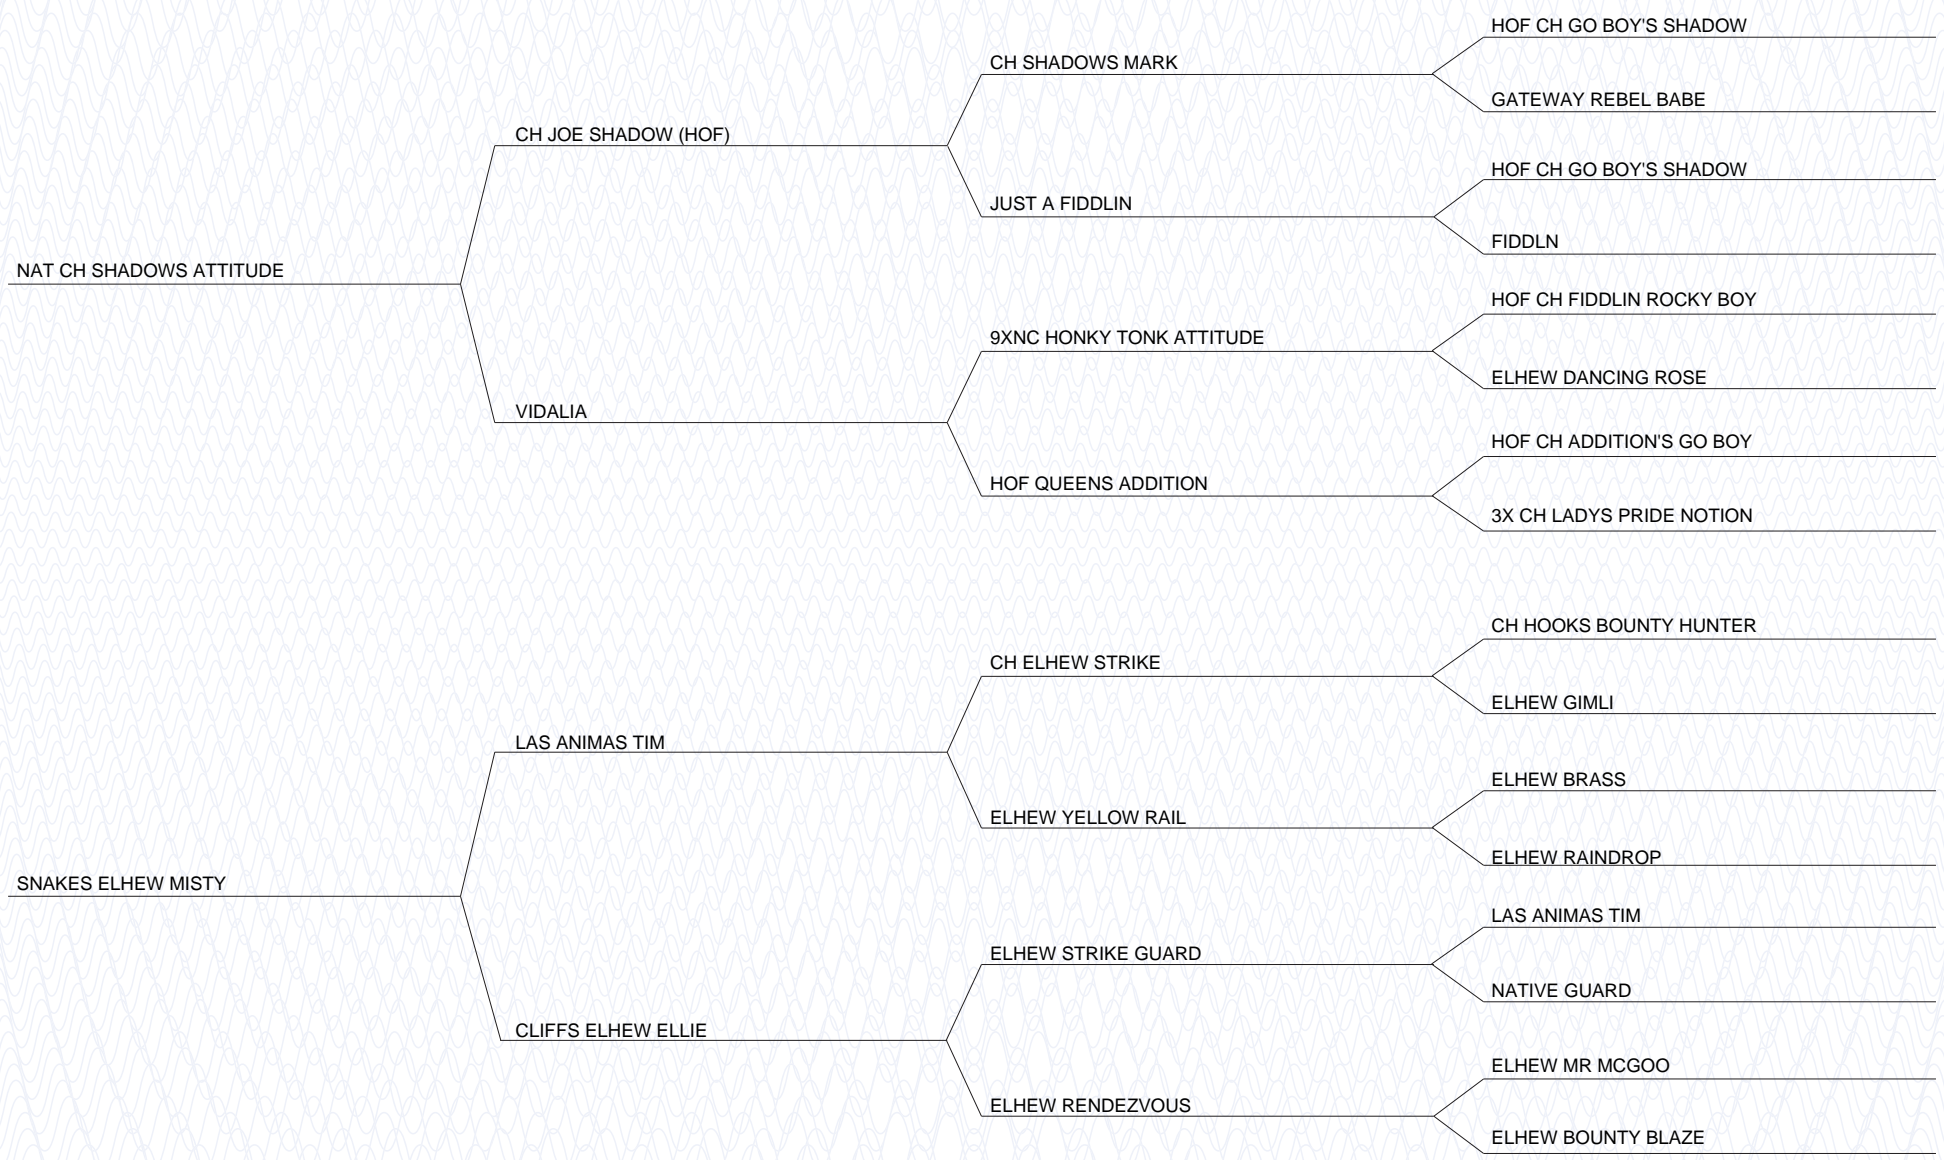 HOF CH GO BOY'S SHADOW
CH SHADOWS MARK
GATEWAY REBEL BABE
CH JOE SHADOW (HOF)
HOF CH GO BOY'S SHADOW
JUST A FIDDLIN
FIDDLN
NAT CH SHADOWS ATTITUDE
HOF CH FIDDLIN ROCKY BOY
9XNC HONKY TONK ATTITUDE
ELHEW DANCING ROSE
VIDALIA
HOF CH ADDITION'S GO BOY
HOF QUEENS ADDITION
3X CH LADYS PRIDE NOTION
CH HOOKS BOUNTY HUNTER
CH ELHEW STRIKE
ELHEW GIMLI
LAS ANIMAS TIM
ELHEW BRASS
ELHEW YELLOW RAIL
ELHEW RAINDROP
SNAKES ELHEW MISTY
LAS ANIMAS TIM
ELHEW STRIKE GUARD
NATIVE GUARD
CLIFFS ELHEW ELLIE
ELHEW MR MCGOO
ELHEW RENDEZVOUS
ELHEW BOUNTY BLAZE